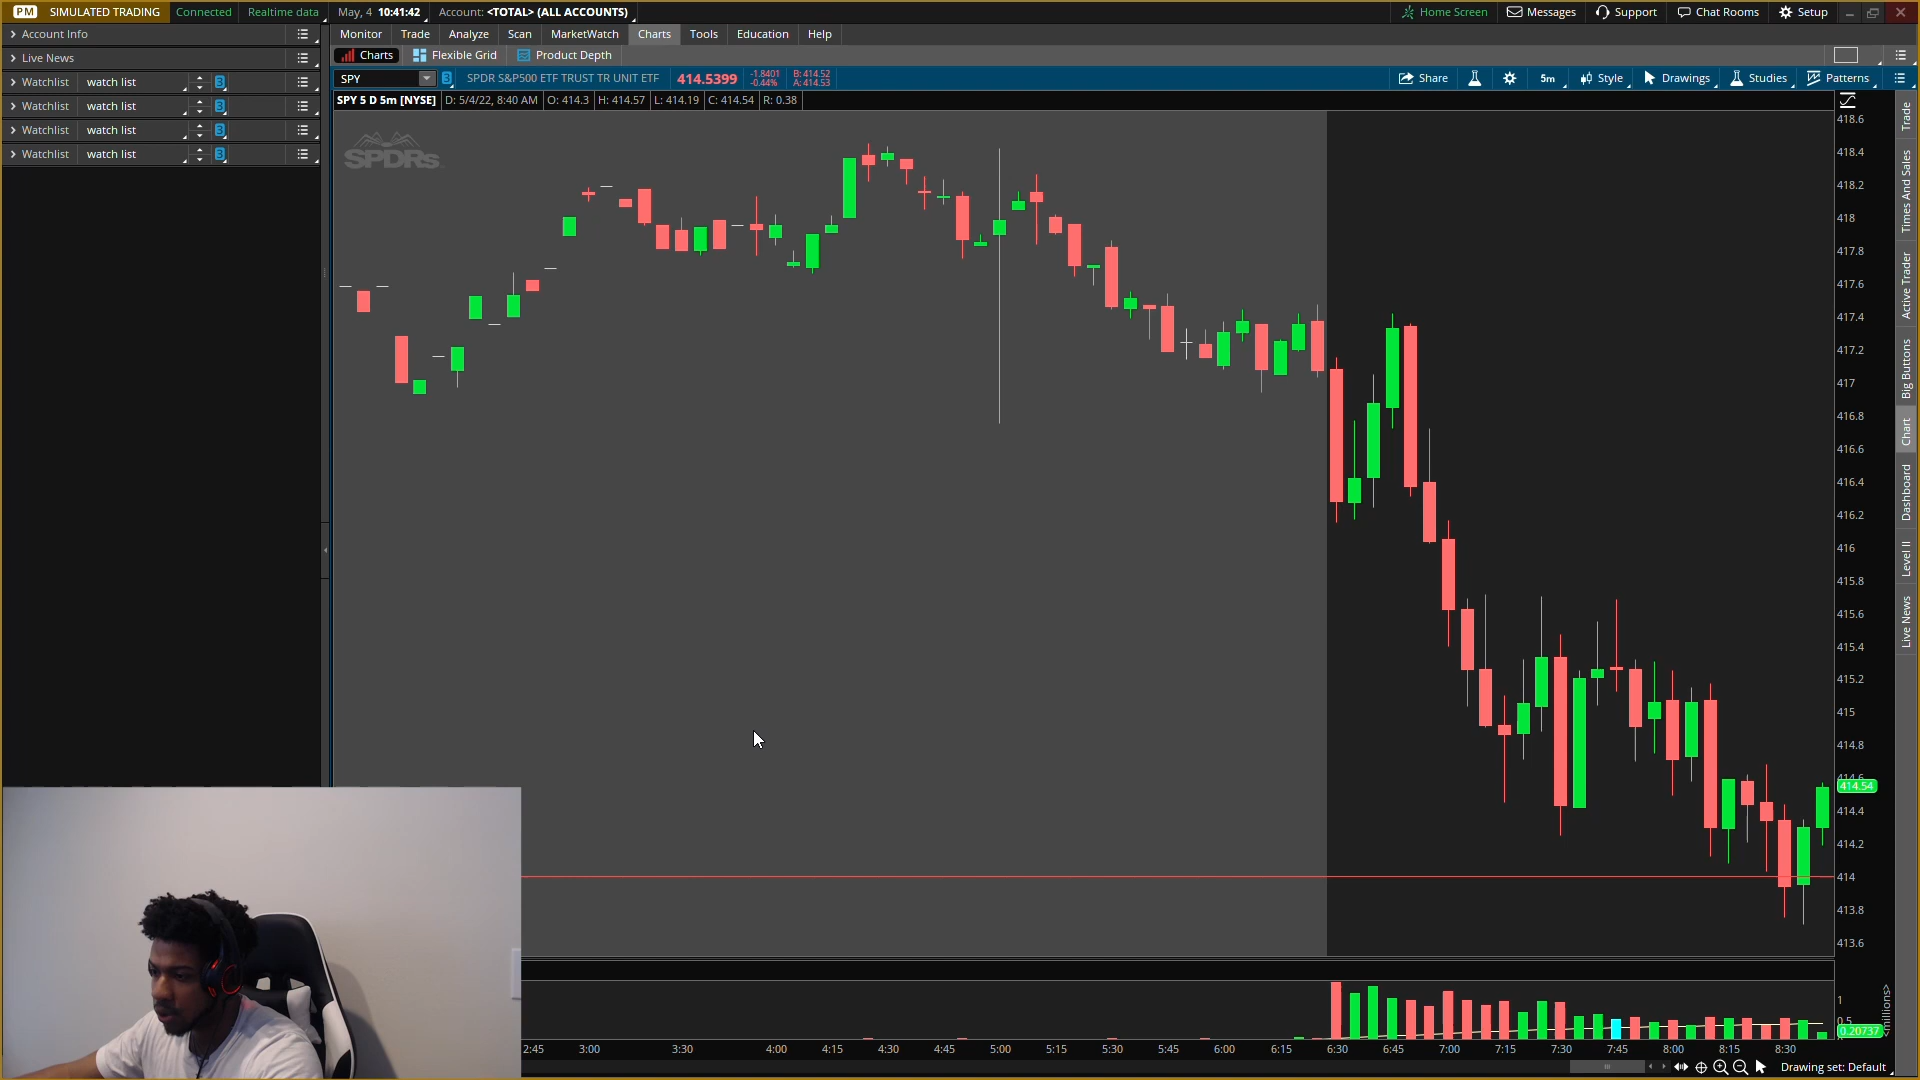 PM SIMULATED TRADING Connected Realtime data May, 4 10:41:42 Account: <TOTAL> (ALL ACCOUNTS) Home Screen Messages Support Chat Rooms Setup
Account Info
Monitor Trade Analyze Scan MarketWatch Charts Tools Education Help
Live News
Charts Flexible Grid Product Depth
Watchlist watch list 3
SPY 3 SPDR S&P500 ETF TRUST TR UNIT ETF 414.5399 -1.8401 -0.44% B: 414.52 A: 414.53 Share 5m Style Drawings Studies Patterns
Watchlist watch list 3
SPY 5 D 5m [NYSE] D: 5/4/22, 8:40 AM O: 414.3 H: 414.57 L: 414.19 C: 414.54 R: 0.38
Watchlist watch list 3
Watchlist watch list 3
SPDRs
418.6
418.4
418.2
418
417.8
417.6
417.4
417.2
417
416.8
416.6
416.4
416.2
416
415.8
415.6
415.4
415.2
415
414.8
414.6
414.54
414.4
414.2
414
413.8
413.6
Trade
Times And Sales
Active Trader
Big Buttons
Chart
Dashboard
Level II
Live News
1
0.5
0.20737
<millions>
2:45 3:00 3:30 4:00 4:15 4:30 4:45 5:00 5:15 5:30 5:45 6:00 6:15 6:30 6:45 7:00 7:15 7:30 7:45 8:00 8:15 8:30
Drawing set: Default